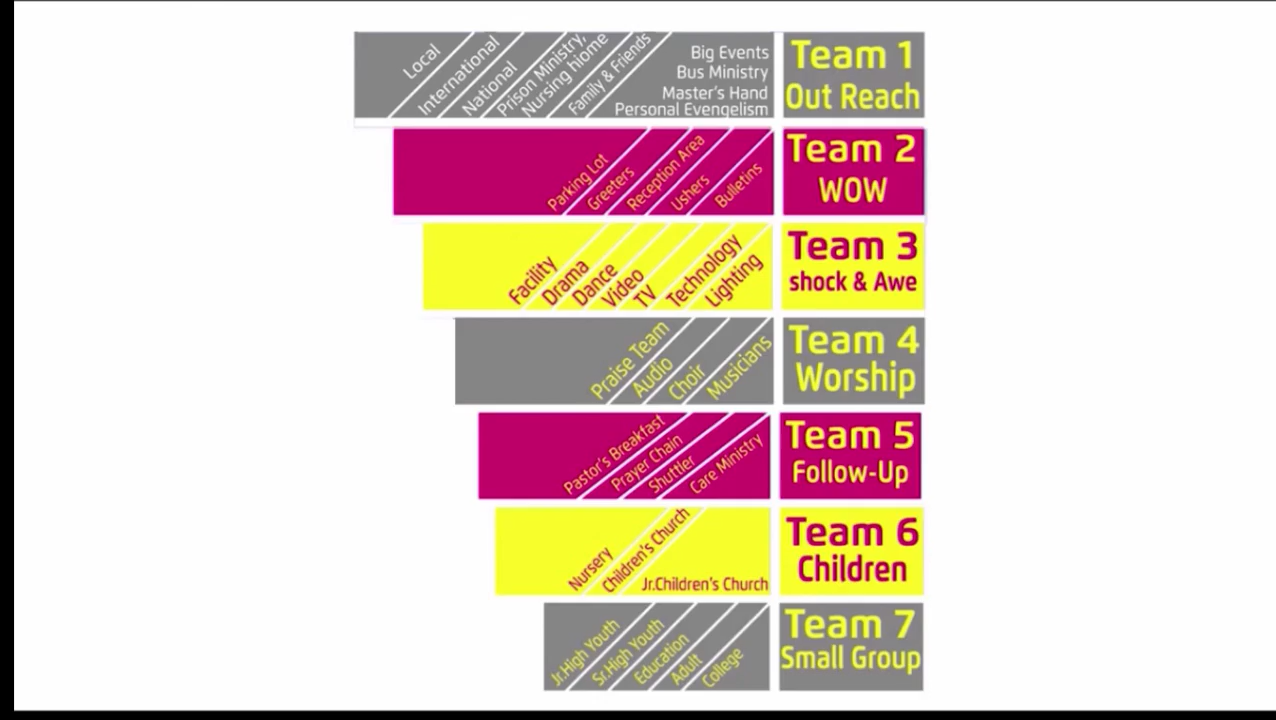 Local
International
National
Prison Ministry,
Nursing hiome
Family & Friends
Big Events
Bus Ministry
Master's Hand
Personal Evengelism
Team 1
Out Reach
Parking Lot
Greeters
Reception Area
Ushers
Bulletins
Team 2
WOW
Facility
Drama
Dance
Video
TV
Technology
Lighting
Team 3
shock & Awe
Praise Team
Audio
Choir
Musicians
Team 4
Worship
Pastor's Breakfast
Prayer Chain
Shuttler
Care Ministry
Team 5
Follow-Up
Nursery
Children's Church
Jr.Children's Church
Team 6
Children
Jr.High Youth
Sr.High Youth
Education
Adult
College
Team 7
Small Group